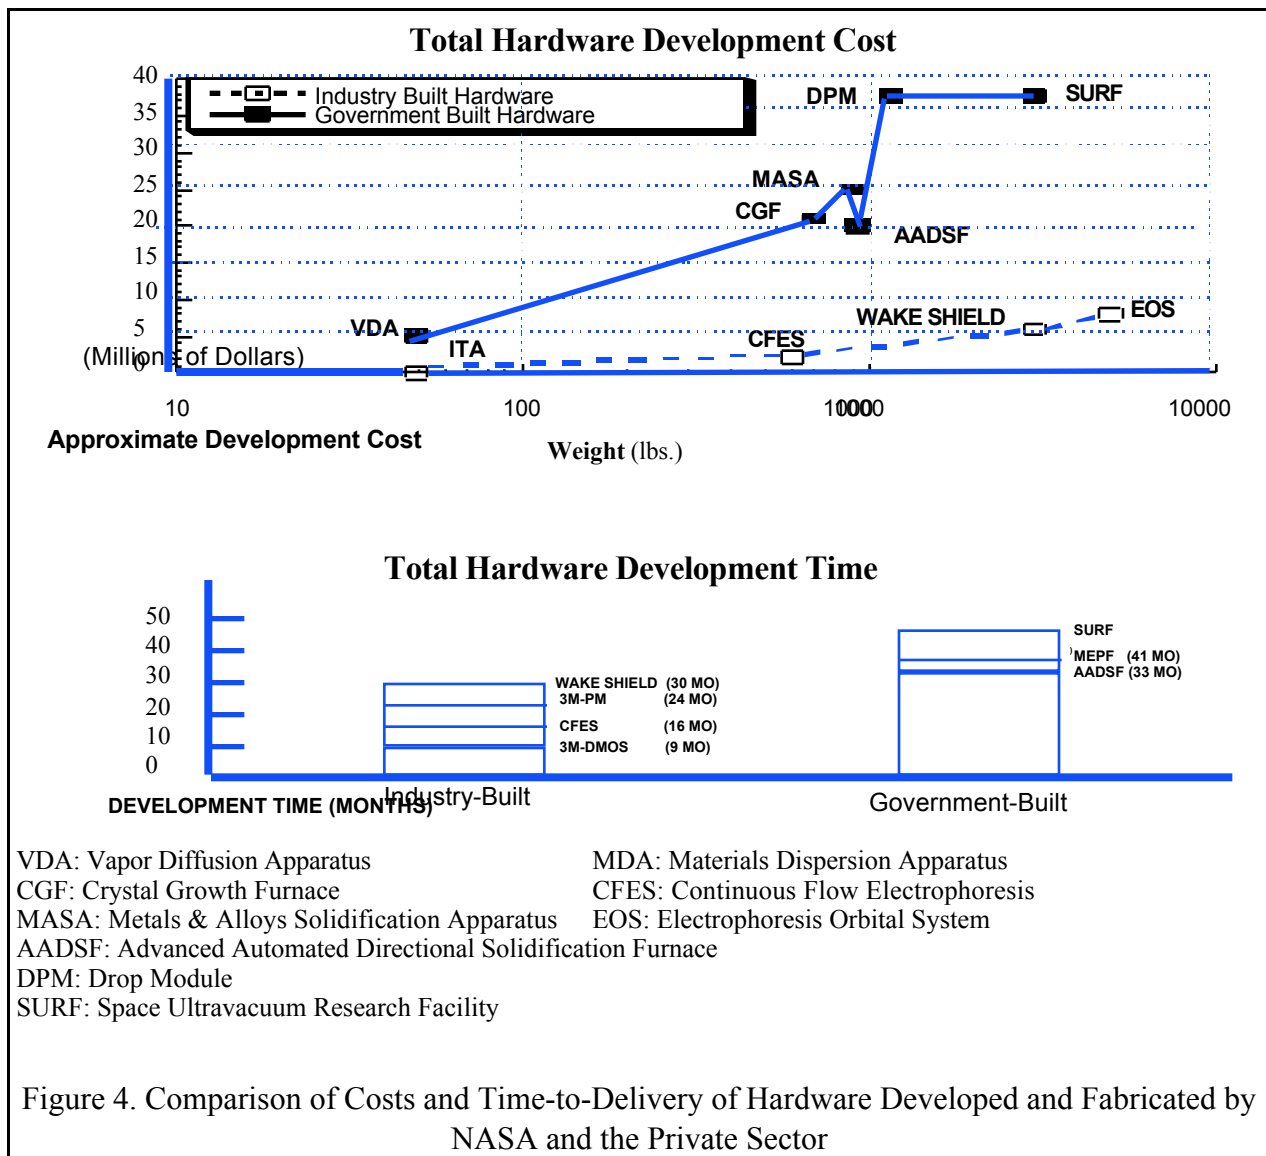 Total Hardware Development Cost
40
35
30
25
20
15
10
5
0
Industry Built Hardware
Government Built Hardware
DPM
SURF
MASA
CGF
AADSF
VDA
ITA
CFES
WAKE SHIELD
EOS
(Millions of Dollars)
10
100
1000
10000
Approximate Development Cost
Weight (lbs.)
Total Hardware Development Time
50
40
30
20
10
0
WAKE SHIELD (30 MO)
3M-PM (24 MO)
CFES (16 MO)
3M-DMOS (9 MO)
SURF
MEPF (41 MO)
AADSF (33 MO)
DEVELOPMENT TIME (MONTHS)
Industry-Built
Government-Built
VDA: Vapor Diffusion Apparatus
MDA: Materials Dispersion Apparatus
CGF: Crystal Growth Furnace
CFES: Continuous Flow Electrophoresis
MASA: Metals & Alloys Solidification Apparatus
EOS: Electrophoresis Orbital System
AADSF: Advanced Automated Directional Solidification Furnace
DPM: Drop Module
SURF: Space Ultravacuum Research Facility
Figure 4. Comparison of Costs and Time-to-Delivery of Hardware Developed and Fabricated by
NASA and the Private Sector